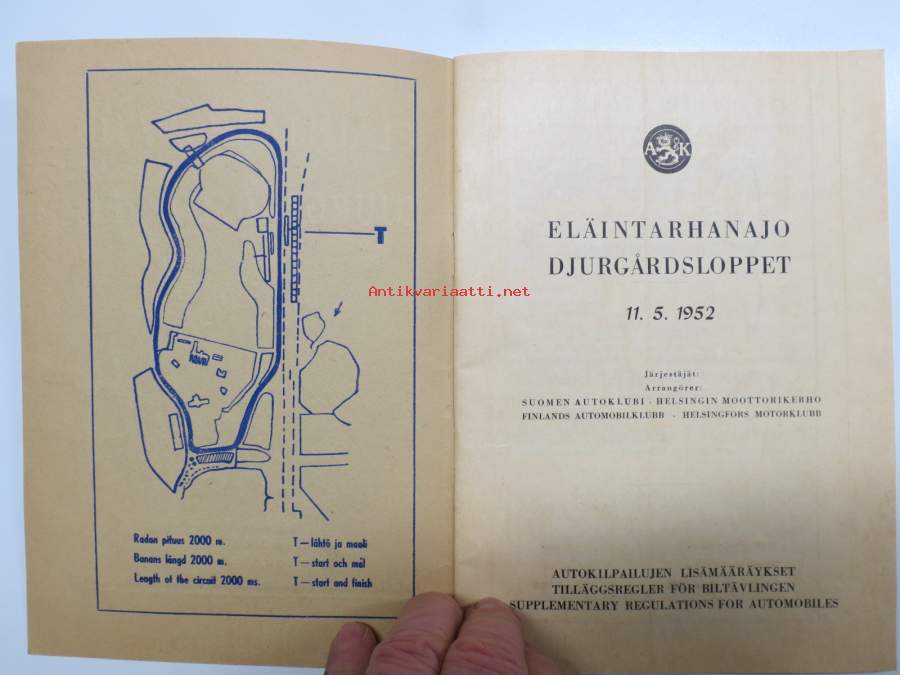 T
Radan pituus 2000 m.
Banans längd 2000 m.
Length of the circuit 2000 ms.
T — lähtö ja maali
T — start och mål
T — start and finish
Antikvariaatti.net
A K
ELÄINTARHANAJO
DJURGÅRDSLOPPET
11. 5. 1952
Järjestäjät:
Arrangörer:
SUOMEN AUTOKLUBI · HELSINGIN MOOTTORIKERHO
FINLANDS AUTOMOBILKLUBB · HELSINGFORS MOTORKLUBB
AUTOKILPAILUJEN LISÄMÄÄRÄYKSET
TILLÄGGSREGLER FÖR BILTÄVLINGEN
SUPPLEMENTARY REGULATIONS FOR AUTOMOBILES